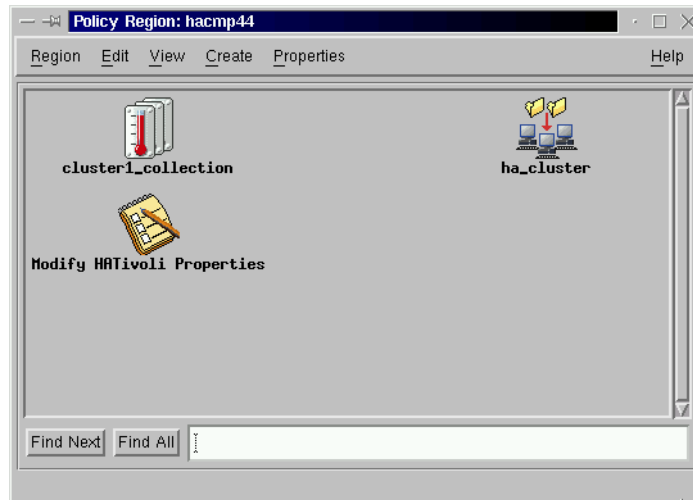 Policy Region: hacmp44
Region Edit View Create Properties Help
cluster1_collection ha_cluster
Modify HATivoli Properties
Find Next Find All